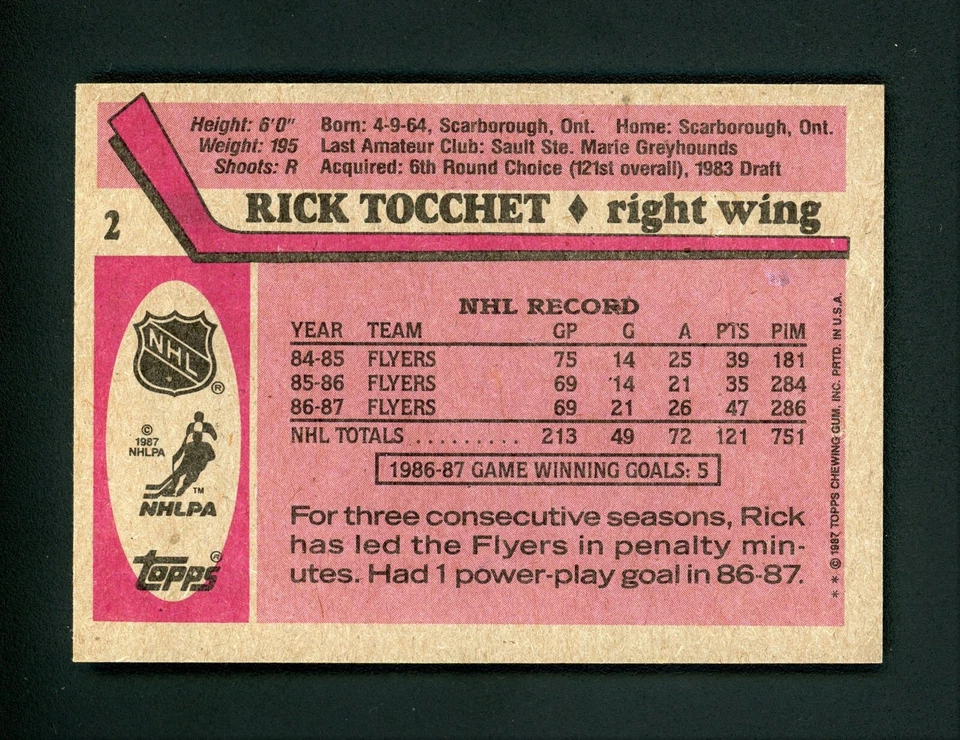 Height: 6'0" Born: 4-9-64, Scarborough, Ont. Home: Scarborough, Ont.
Weight: 195 Last Amateur Club: Sault Ste. Marie Greyhounds
Shoots: R Acquired: 6th Round Choice (121st overall), 1983 Draft
2 RICK TOCCHET ♦ right wing
NHL ®
© 1987
NHLPA
TM
NHLPA
topps ®
NHL RECORD
YEAR TEAM GP G A PTS PIM
84-85 FLYERS 75 14 25 39 181
85-86 FLYERS 69 14 21 35 284
86-87 FLYERS 69 21 26 47 286
NHL TOTALS ......... 213 49 72 121 751
1986-87 GAME WINNING GOALS: 5
For three consecutive seasons, Rick
has led the Flyers in penalty min-
utes. Had 1 power-play goal in 86-87.
* * © 1987 TOPPS CHEWING GUM, INC. PRTD. IN U.S.A.